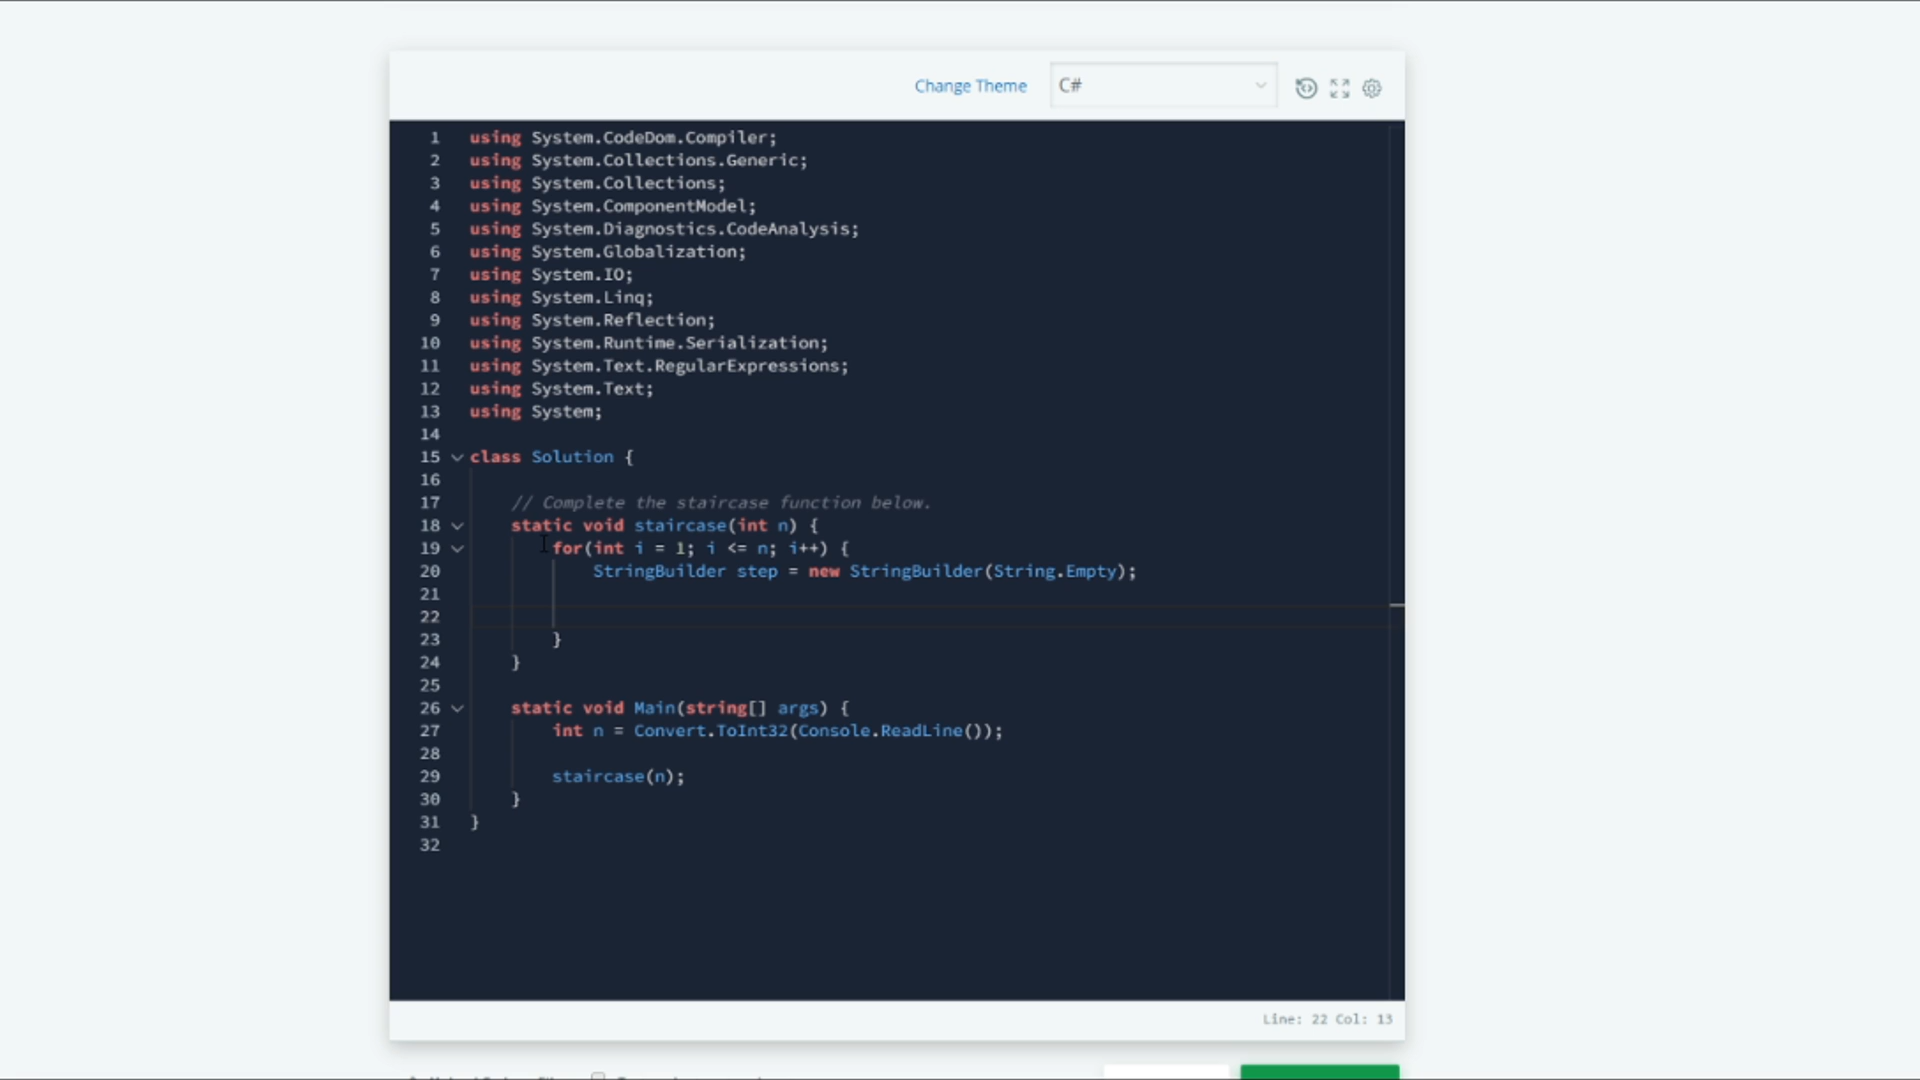 Change Theme C#
1 using System.CodeDom.Compiler;
2 using System.Collections.Generic;
3 using System.Collections;
4 using System.ComponentModel;
5 using System.Diagnostics.CodeAnalysis;
6 using System.Globalization;
7 using System.IO;
8 using System.Linq;
9 using System.Reflection;
10 using System.Runtime.Serialization;
11 using System.Text.RegularExpressions;
12 using System.Text;
13 using System;
14
15 class Solution {
16
17 // Complete the staircase function below.
18 static void staircase(int n) {
19 for(int i = 1; i <= n; i++) {
20 StringBuilder step = new StringBuilder(String.Empty);
21
22
23 }
24 }
25
26 static void Main(string[] args) {
27 int n = Convert.ToInt32(Console.ReadLine());
28
29 staircase(n);
30 }
31 }
32
Line: 22 Col: 13